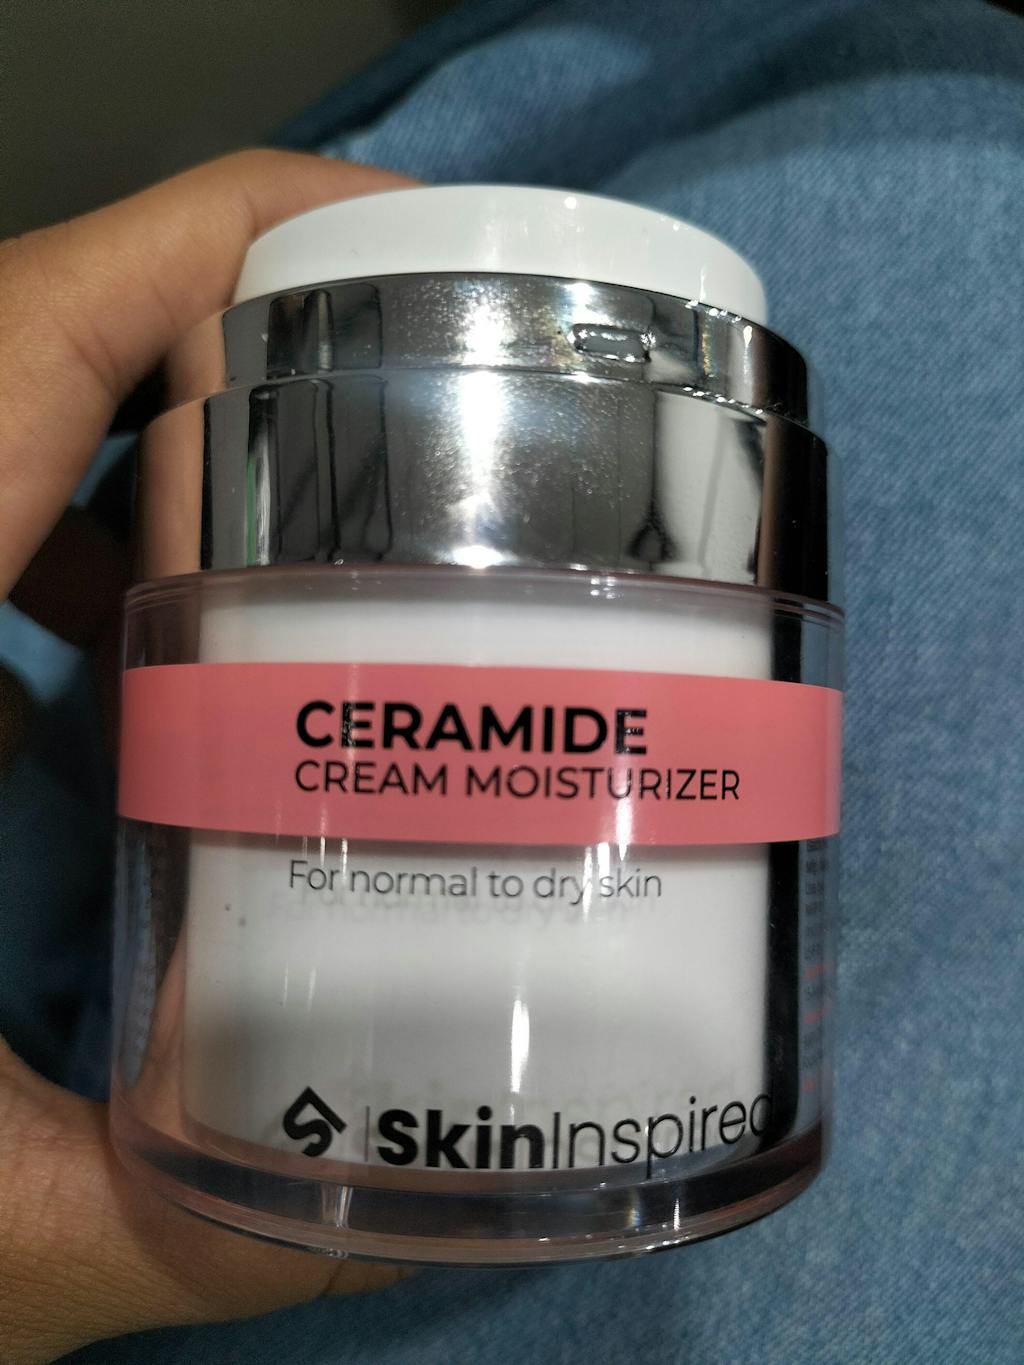 CERAMIDE
CREAM MOISTURIZER
For normal to dry skin
SkinInspired